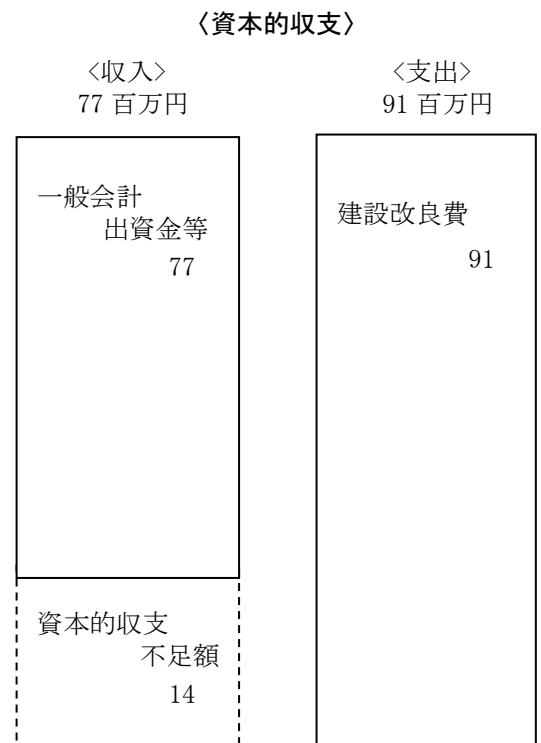 〈資本的収支〉
〈収入〉
77 百万円
一般会計
出資金等
77
資本的収支
不足額
14
〈支出〉
91 百万円
建設改良費
91